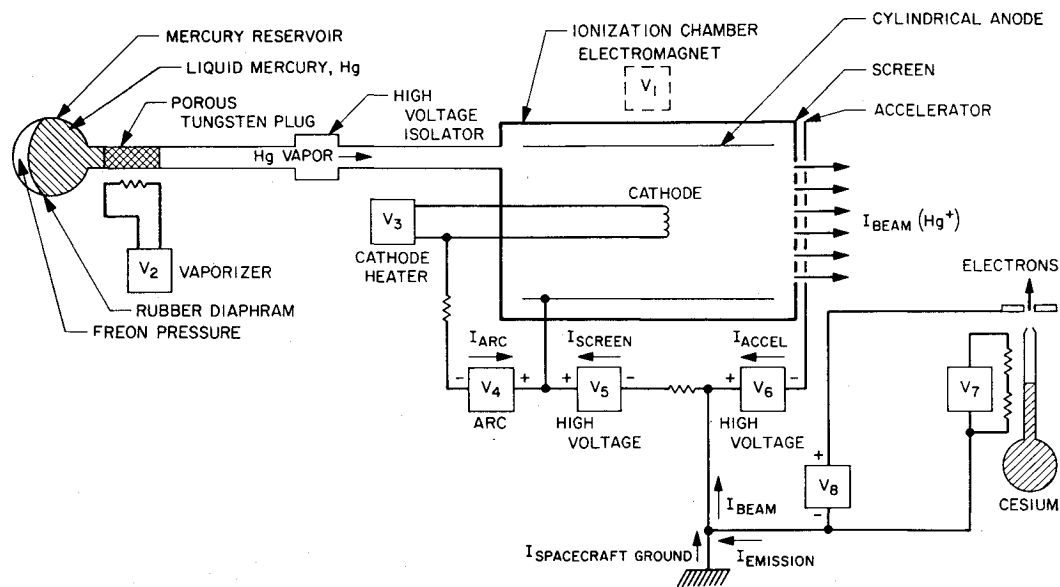 MERCURY RESERVOIR
LIQUID MERCURY, Hg
POROUS
TUNGSTEN PLUG
HIGH
VOLTAGE
ISOLATOR
IONIZATION CHAMBER
ELECTROMAGNET
V1
CYLINDRICAL ANODE
SCREEN
ACCELERATOR
Hg VAPOR
CATHODE
V3
CATHODE
HEATER
IBEAM (Hg+)
V2
VAPORIZER
RUBBER DIAPHRAM
FREON PRESSURE
ELECTRONS
IARC
ISCREEN
IACCEL
- V4 +
ARC
+ V5 -
HIGH
VOLTAGE
+ V6 -
HIGH
VOLTAGE
V7
+
V8
-
CESIUM
IBEAM
ISPACECRAFT GROUND
IEMISSION